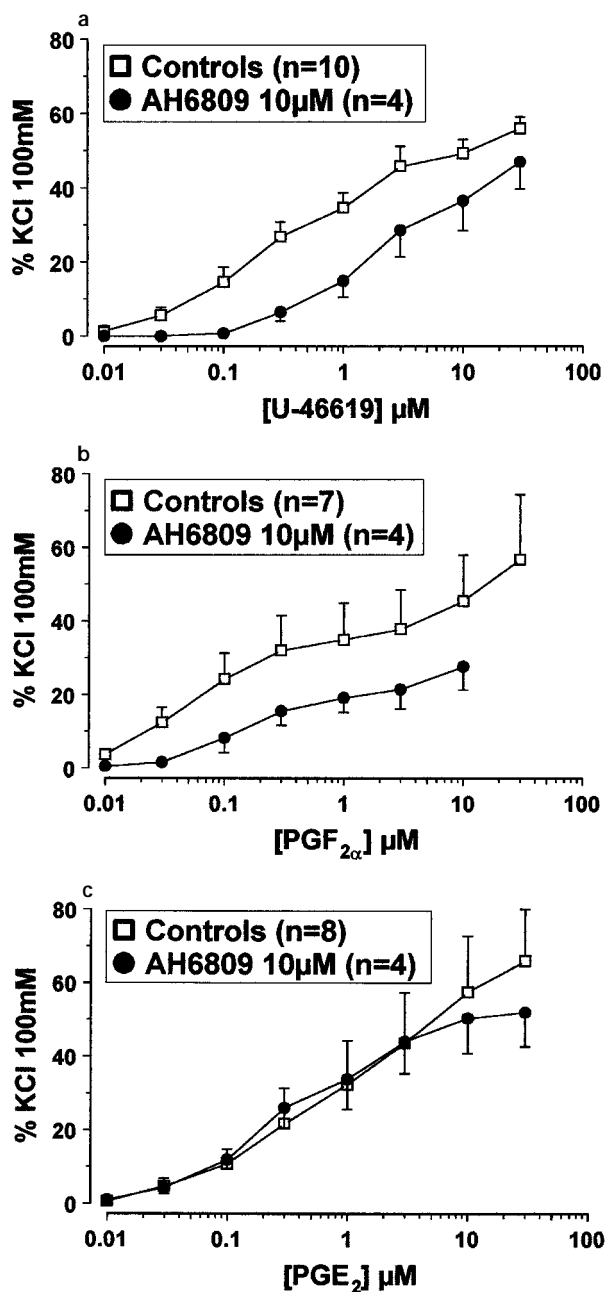 a
80
60
40
20
0
% KCl 100mM
Controls (n=10)
AH6809 10µM (n=4)
0.01 0.1 1 10 100
[U-46619] µM
b
80
60
40
20
0
% KCl 100mM
Controls (n=7)
AH6809 10µM (n=4)
0.01 0.1 1 10 100
[PGF2α] µM
c
80
60
40
20
0
% KCl 100mM
Controls (n=8)
AH6809 10µM (n=4)
0.01 0.1 1 10 100
[PGE2] µM